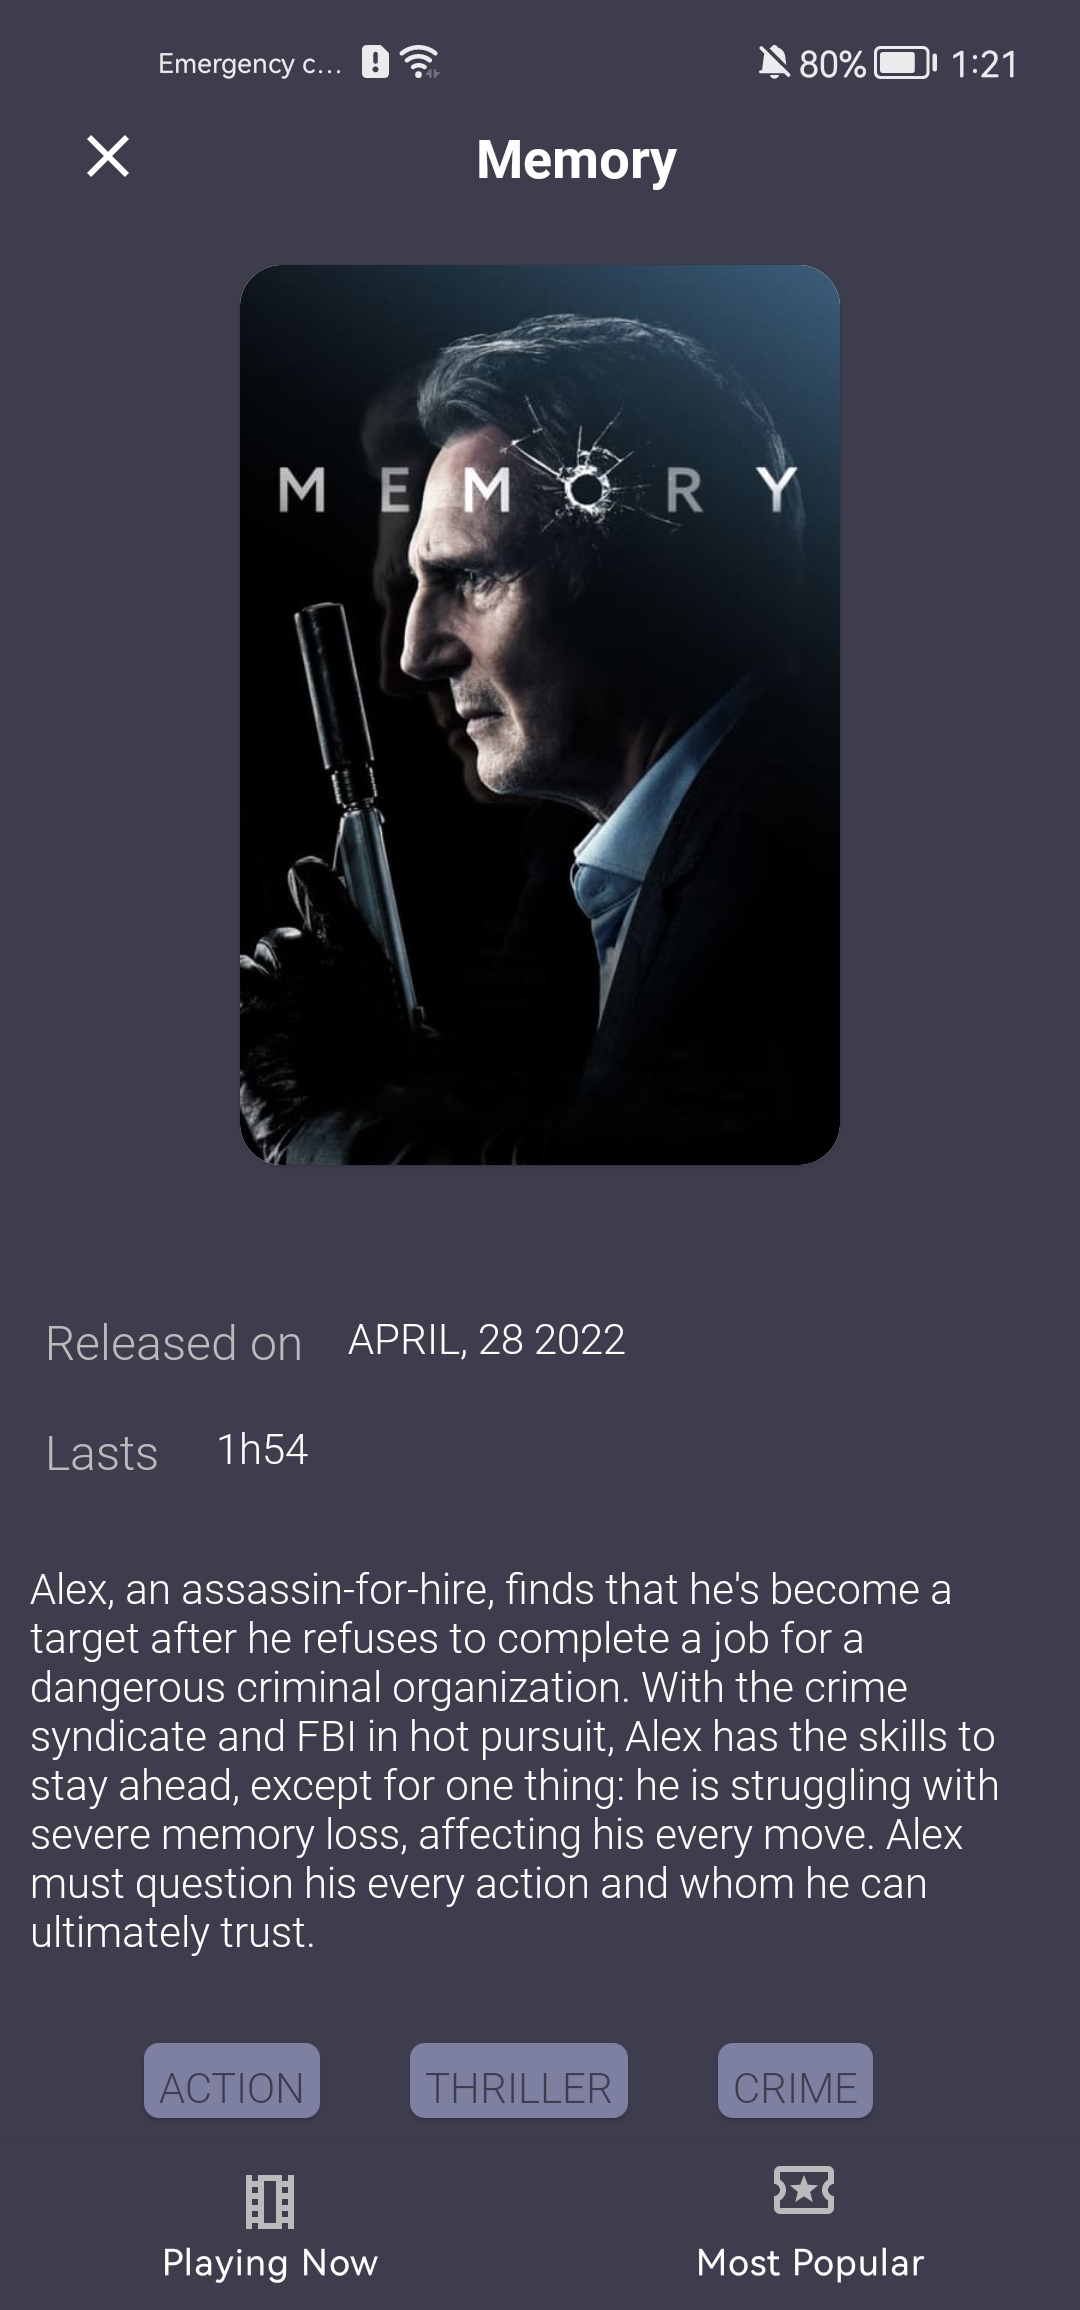 Emergency c... 80% 1:21
Memory
MEMORY
Released on APRIL, 28 2022
Lasts 1h54
Alex, an assassin-for-hire, finds that he's become a
target after he refuses to complete a job for a
dangerous criminal organization. With the crime
syndicate and FBI in hot pursuit, Alex has the skills to
stay ahead, except for one thing: he is struggling with
severe memory loss, affecting his every move. Alex
must question his every action and whom he can
ultimately trust.
ACTION THRILLER CRIME
Playing Now Most Popular